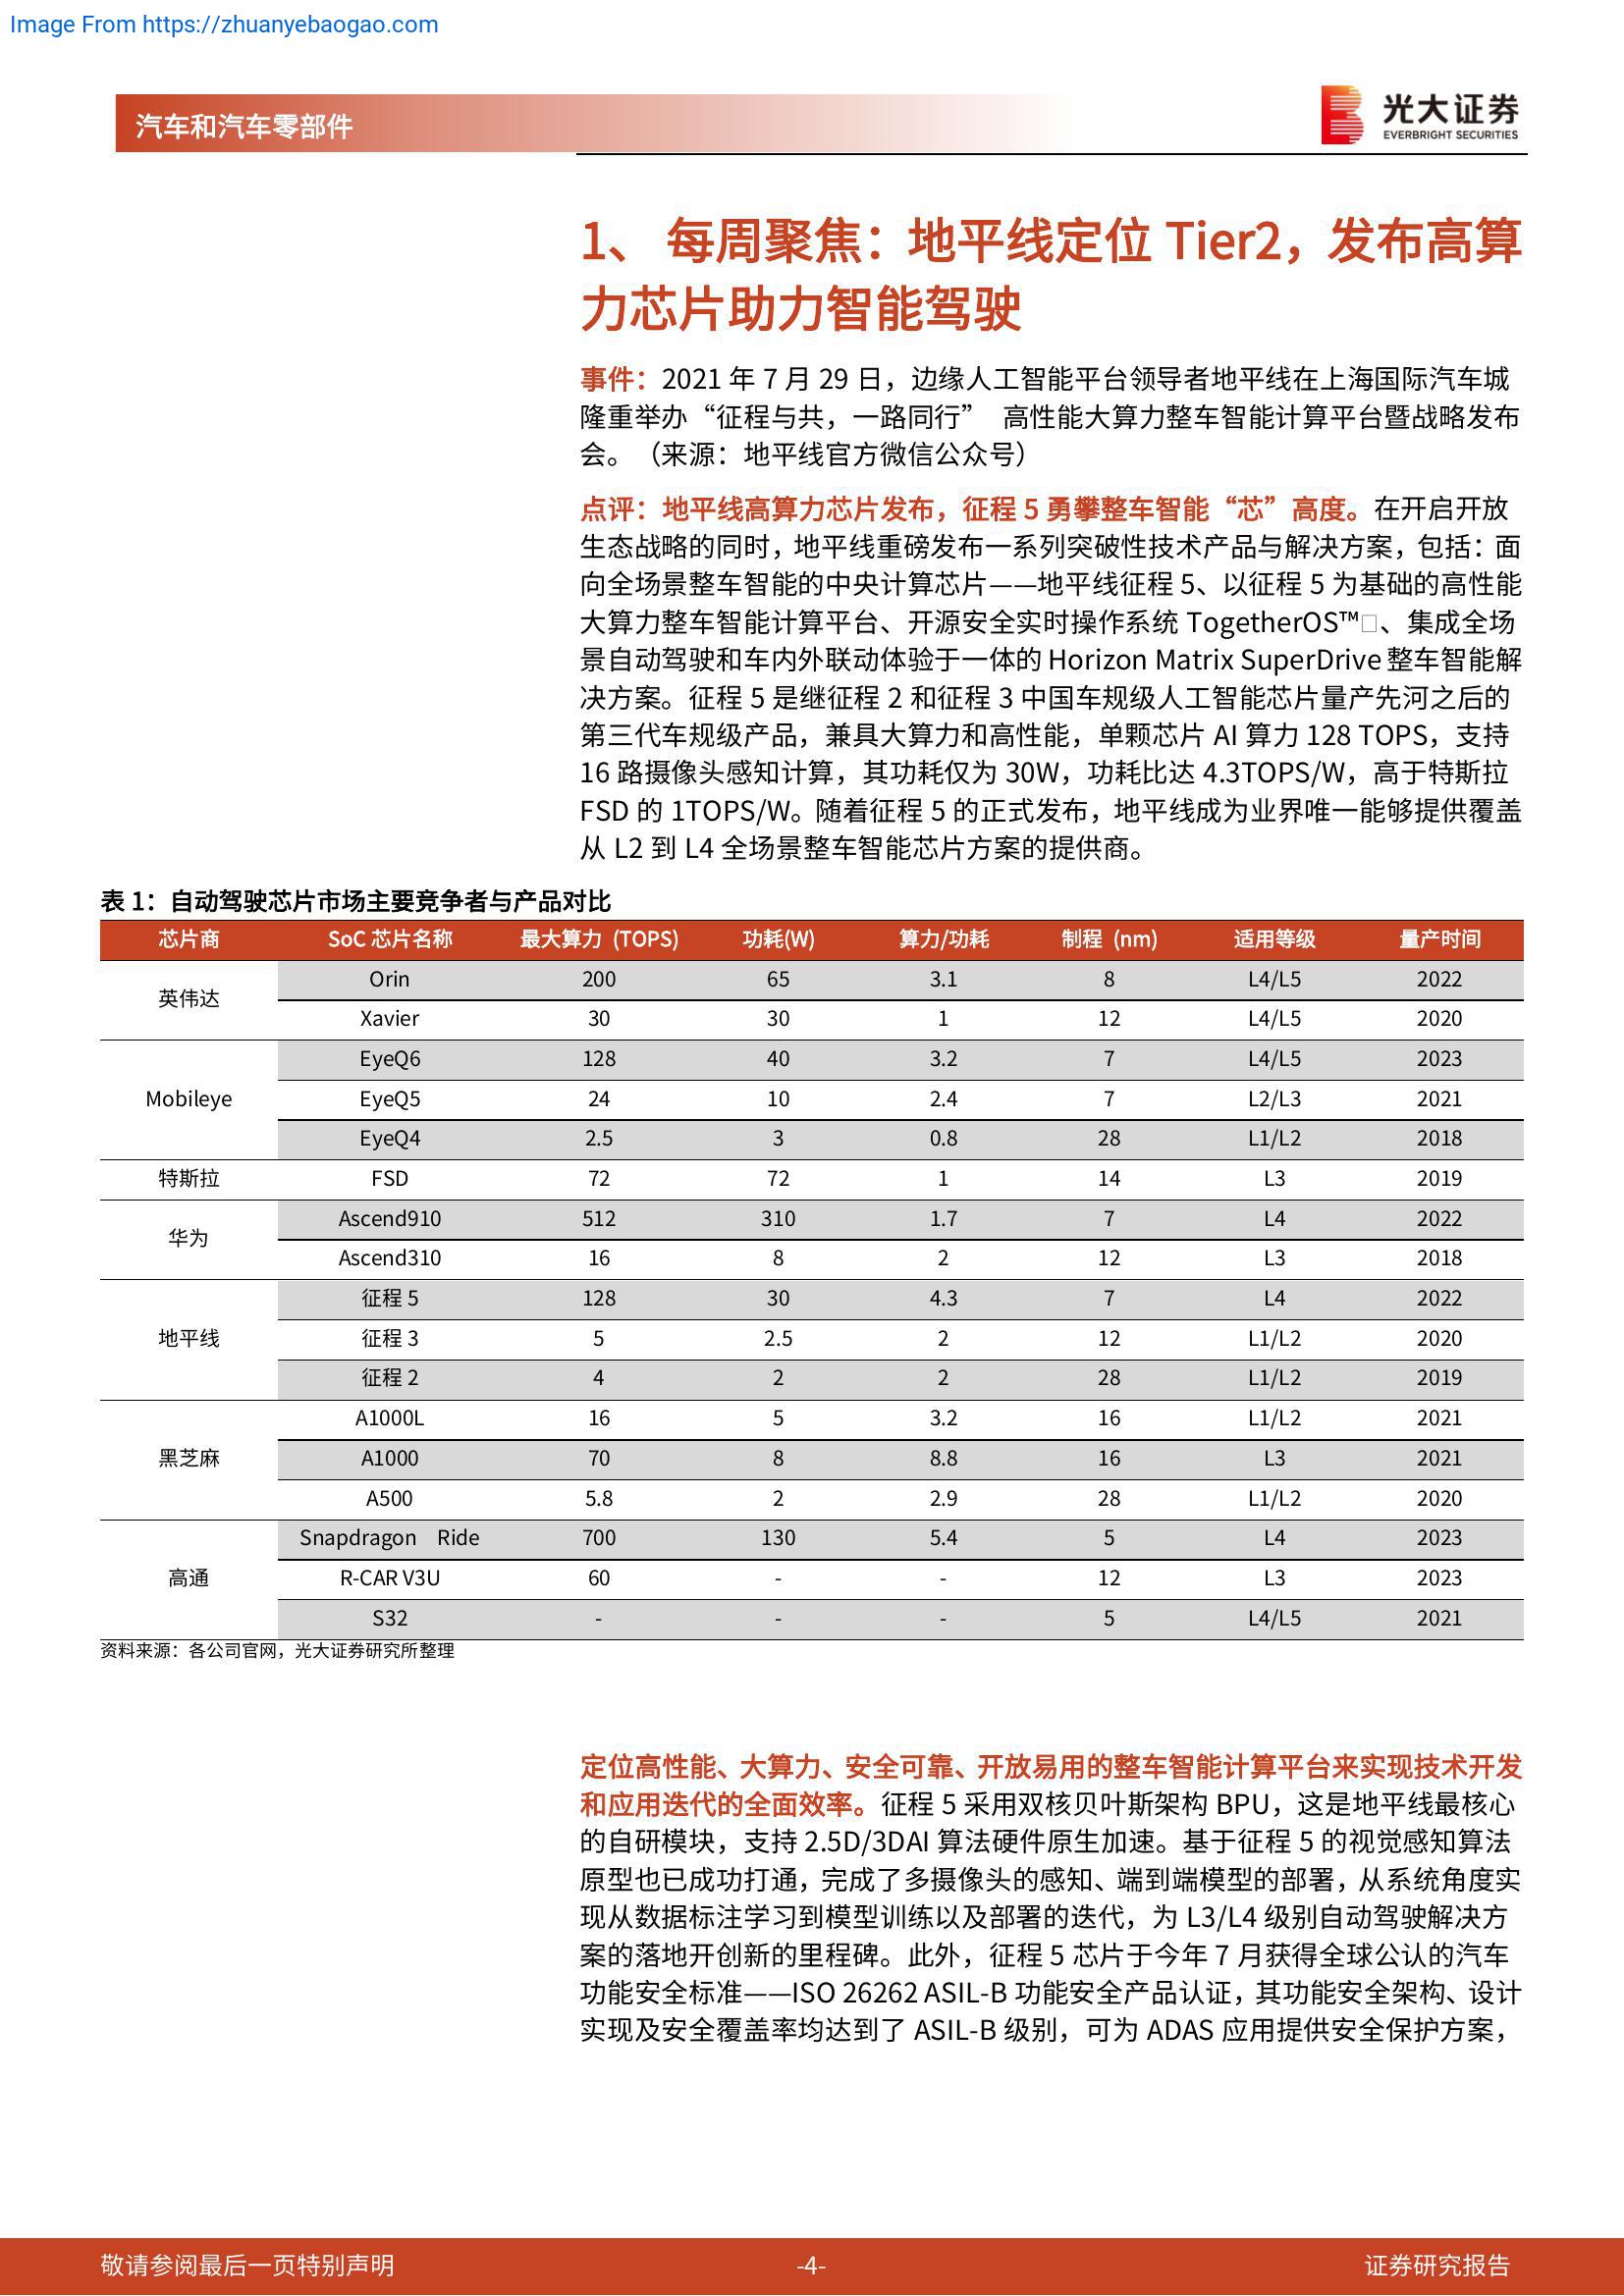 Image From https://zhuanyebaogao.com
汽车和汽车零部件
光大证券
EVERBRIGHT SECURITIES
1、 每周聚焦：地平线定位 Tier2，发布高算
力芯片助力智能驾驶
事件：2021 年 7 月 29 日，边缘人工智能平台领导者地平线在上海国际汽车城
隆重举办“征程与共，一路同行” 高性能大算力整车智能计算平台暨战略发布
会。（来源：地平线官方微信公众号）
点评：地平线高算力芯片发布，征程 5 勇攀整车智能“芯”高度。在开启开放
生态战略的同时，地平线重磅发布一系列突破性技术产品与解决方案，包括：面
向全场景整车智能的中央计算芯片——地平线征程 5、以征程 5 为基础的高性能
大算力整车智能计算平台、开源安全实时操作系统 TogetherOS™□、集成全场
景自动驾驶和车内外联动体验于一体的 Horizon Matrix SuperDrive 整车智能解
决方案。征程 5 是继征程 2 和征程 3 中国车规级人工智能芯片量产先河之后的
第三代车规级产品，兼具大算力和高性能，单颗芯片 AI 算力 128 TOPS，支持
16 路摄像头感知计算，其功耗仅为 30W，功耗比达 4.3TOPS/W，高于特斯拉
FSD 的 1TOPS/W。随着征程 5 的正式发布，地平线成为业界唯一能够提供覆盖
从 L2 到 L4 全场景整车智能芯片方案的提供商。
表 1：自动驾驶芯片市场主要竞争者与产品对比
芯片商 SoC 芯片名称 最大算力（TOPS) 功耗(W) 算力/功耗 制程（nm) 适用等级 量产时间
英伟达 Orin 200 65 3.1 8 L4/L5 2022
Xavier 30 30 1 12 L4/L5 2020
Mobileye EyeQ6 128 40 3.2 7 L4/L5 2023
EyeQ5 24 10 2.4 7 L2/L3 2021
EyeQ4 2.5 3 0.8 28 L1/L2 2018
特斯拉 FSD 72 72 1 14 L3 2019
华为 Ascend910 512 310 1.7 7 L4 2022
Ascend310 16 8 2 12 L3 2018
地平线 征程 5 128 30 4.3 7 L4 2022
征程 3 5 2.5 2 12 L1/L2 2020
征程 2 4 2 2 28 L1/L2 2019
黑芝麻 A1000L 16 5 3.2 16 L1/L2 2021
A1000 70 8 8.8 16 L3 2021
A500 5.8 2 2.9 28 L1/L2 2020
高通 Snapdragon Ride 700 130 5.4 5 L4 2023
R-CAR V3U 60 - - 12 L3 2023
S32 - - - 5 L4/L5 2021
资料来源：各公司官网，光大证券研究所整理
定位高性能、大算力、安全可靠、开放易用的整车智能计算平台来实现技术开发
和应用迭代的全面效率。征程 5 采用双核贝叶斯架构 BPU，这是地平线最核心
的自研模块，支持 2.5D/3DAI 算法硬件原生加速。基于征程 5 的视觉感知算法
原型也已成功打通，完成了多摄像头的感知、端到端模型的部署，从系统角度实
现从数据标注学习到模型训练以及部署的迭代，为 L3/L4 级别自动驾驶解决方
案的落地开创新的里程碑。此外，征程 5 芯片于今年 7 月获得全球公认的汽车
功能安全标准——ISO 26262 ASIL-B 功能安全产品认证，其功能安全架构、设计
实现及安全覆盖率均达到了 ASIL-B 级别，可为 ADAS 应用提供安全保护方案，
敬请参阅最后一页特别声明 -4- 证券研究报告